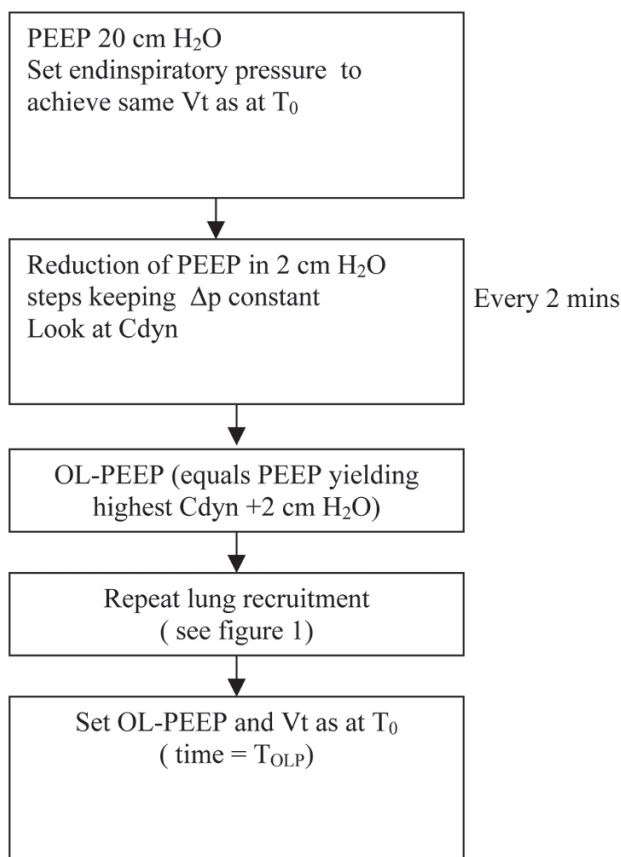 PEEP 20 cm H₂O
Set endinspiratory pressure to
achieve same Vt as at T₀
Reduction of PEEP in 2 cm H₂O
steps keeping Δp constant
Look at Cdyn
Every 2 mins
OL-PEEP (equals PEEP yielding
highest Cdyn +2 cm H₂O)
Repeat lung recruitment
( see figure 1)
Set OL-PEEP and Vt as at T₀
( time = T_OLP)